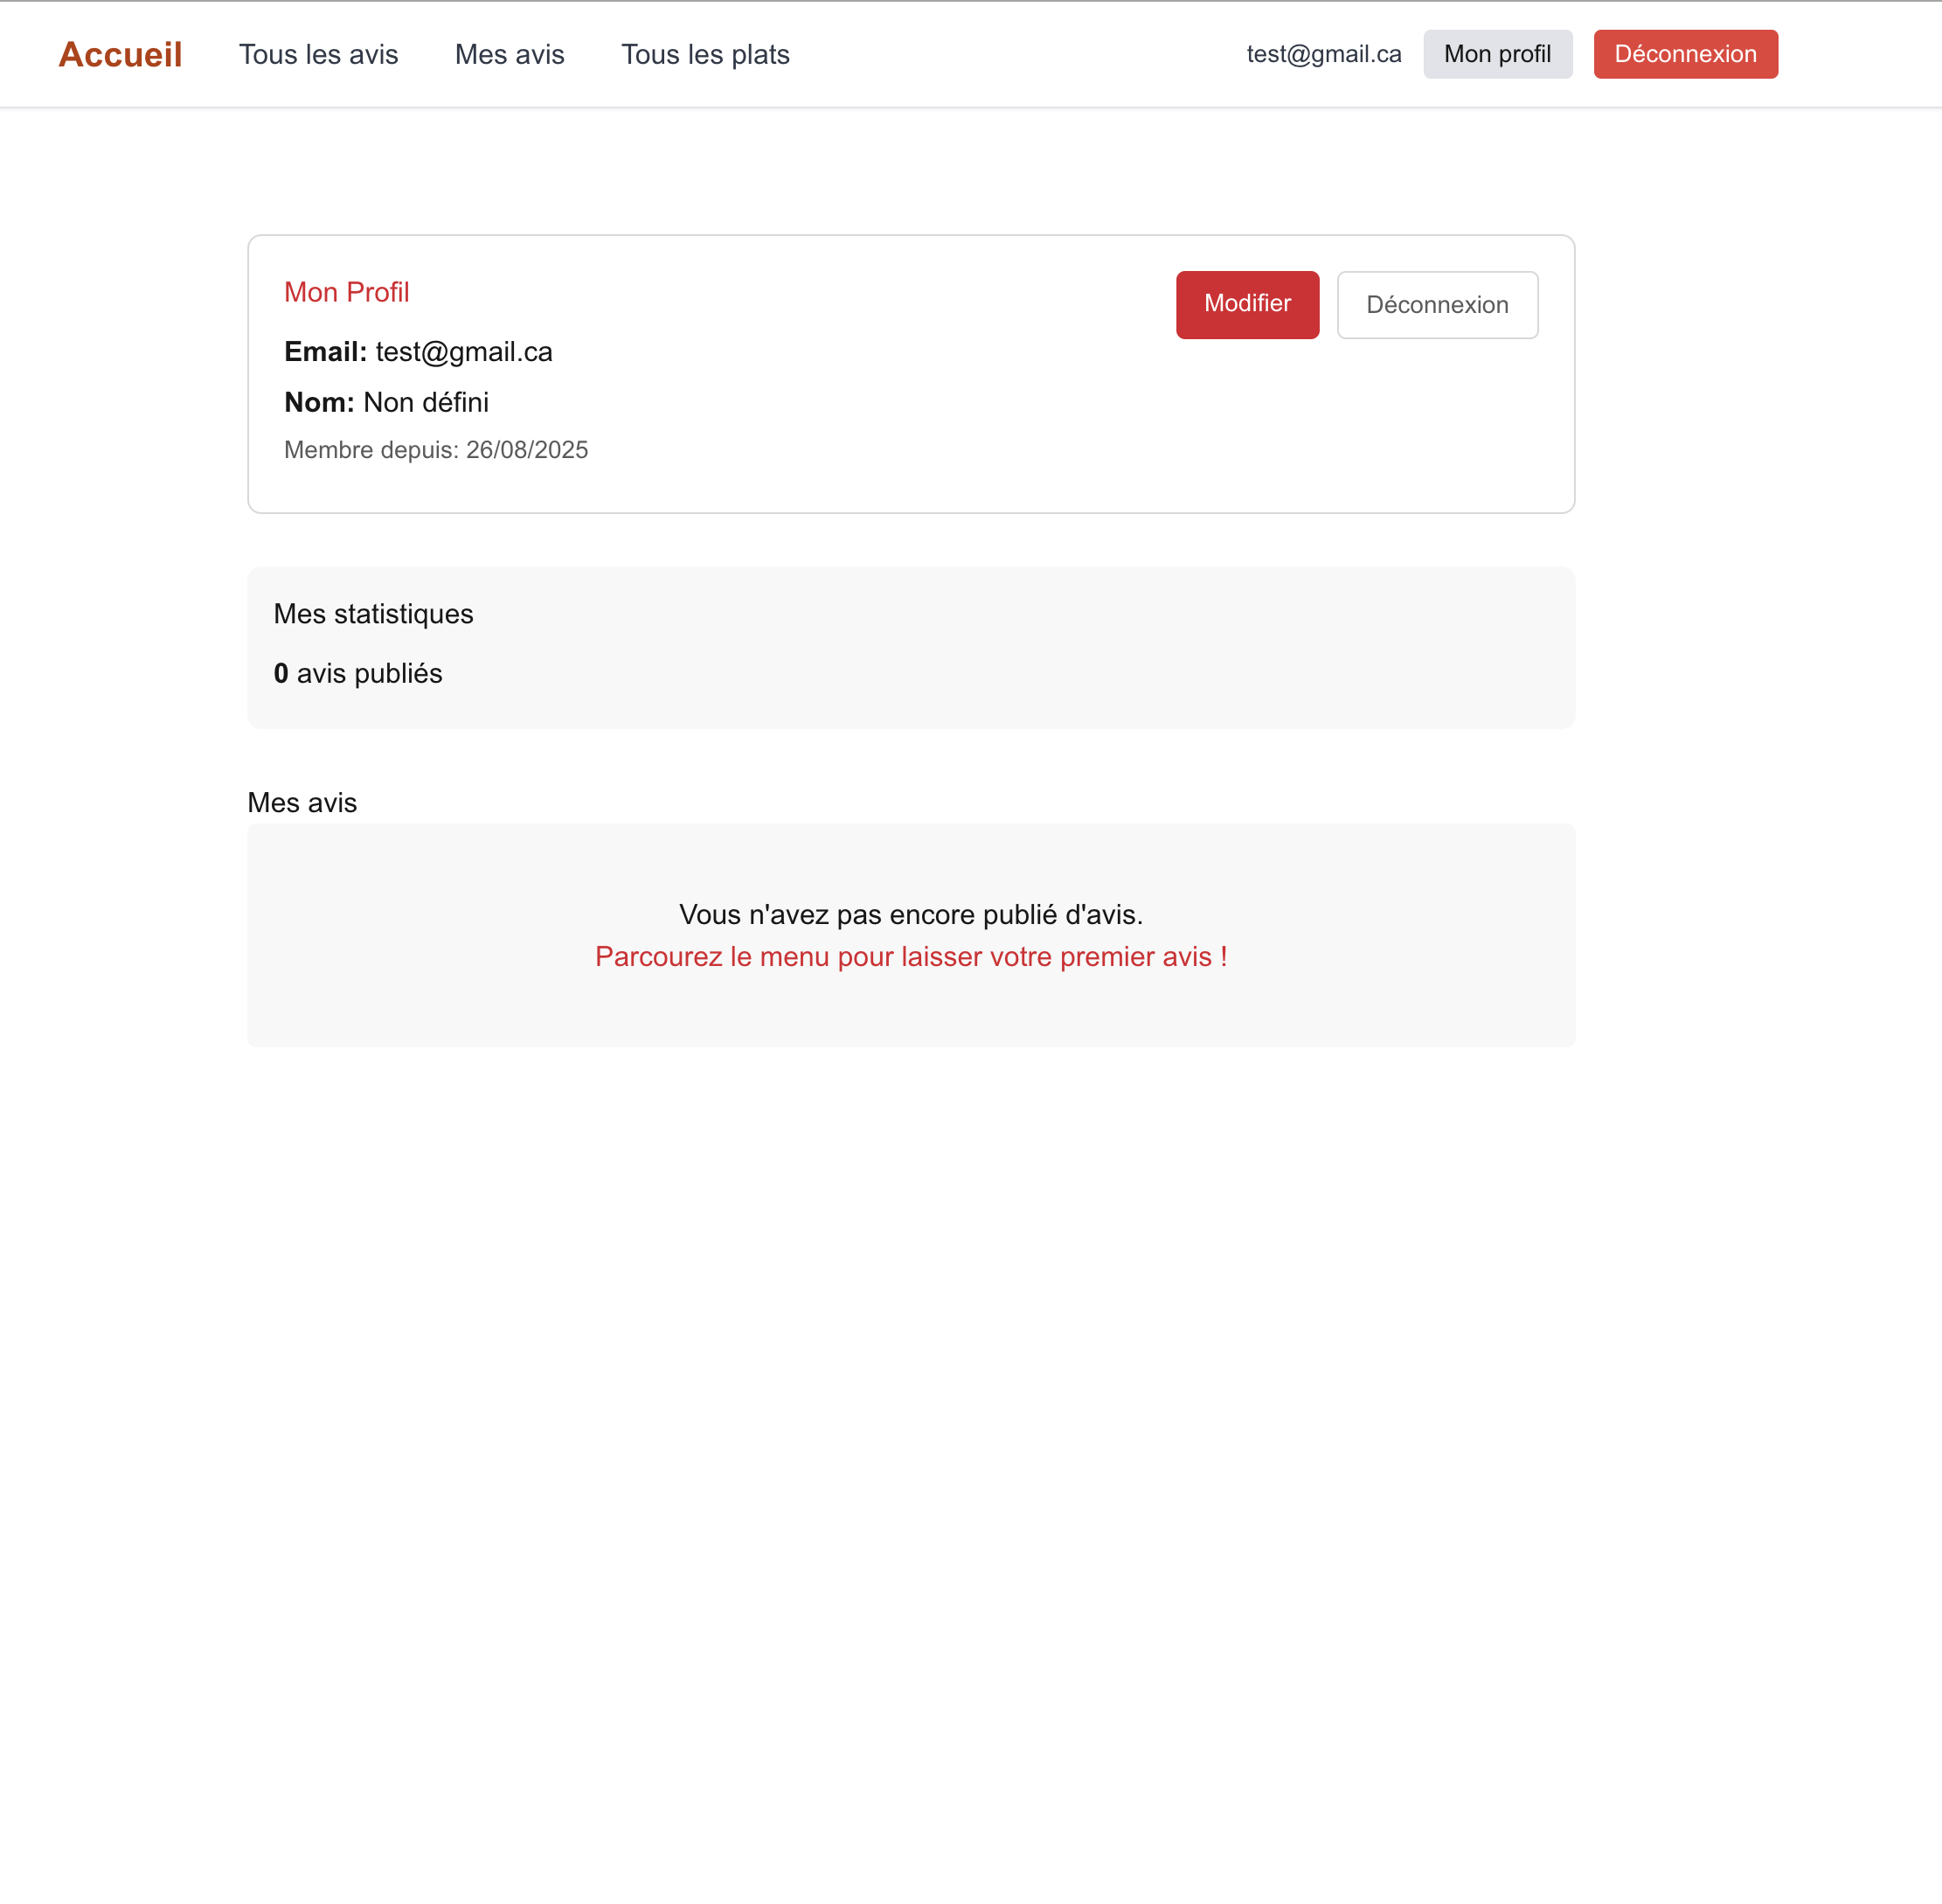 Accueil Tous les avis Mes avis Tous les plats test@gmail.ca Mon profil Déconnexion
Mon Profil Modifier Déconnexion
Email: test@gmail.ca
Nom: Non défini
Membre depuis: 26/08/2025
Mes statistiques
0 avis publiés
Mes avis
Vous n'avez pas encore publié d'avis.
Parcourez le menu pour laisser votre premier avis !